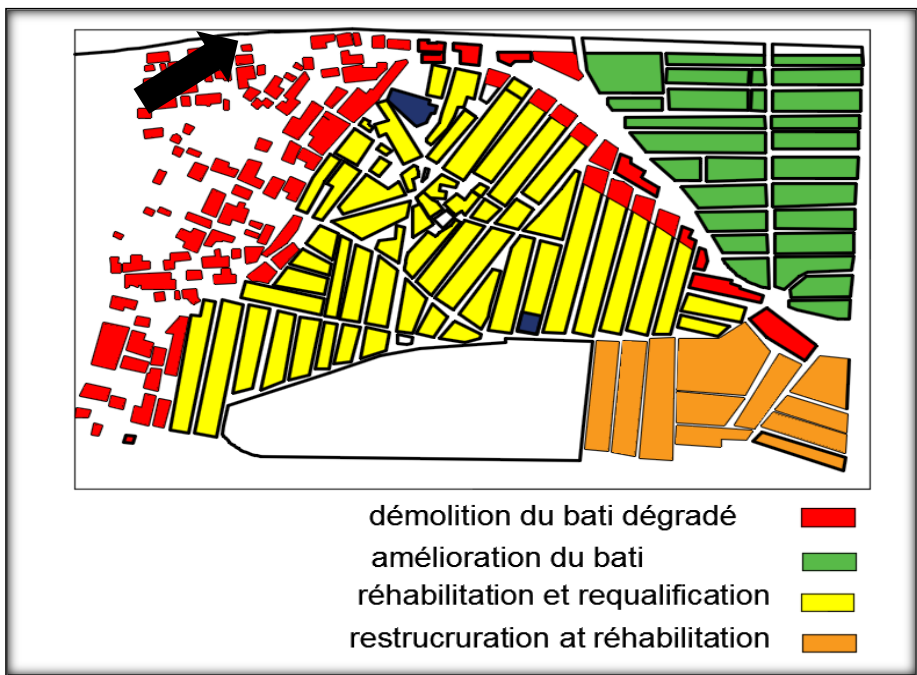 démolition du bati dégradé
amélioration du bati
réhabilitation et requalification
restrucruration at réhabilitation